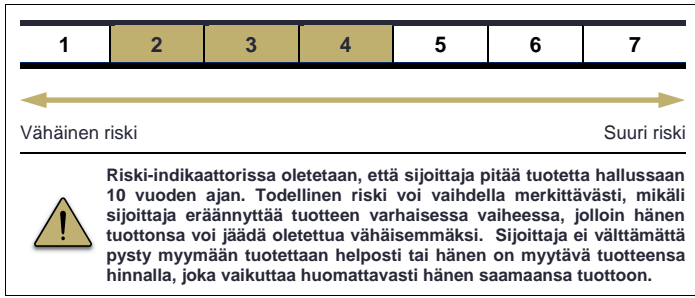 1 2 3 4 5 6 7
Vähäinen riski Suuri riski
Riski-indikaattorissa oletetaan, että sijoittaja pitää tuotetta hallussaan
10 vuoden ajan. Todellinen riski voi vaihdella merkittävästi, mikäli
sijoittaja eräännyttää tuotteen varhaisessa vaiheessa, jolloin hänen
tuottonsa voi jäädä oletettua vähäisemmäksi. Sijoittaja ei välttämättä
pysty myymään tuotettaan helposti tai hänen on myytävä tuotteensa
hinnalla, joka vaikuttaa huomattavasti hänen saamaansa tuottoon.